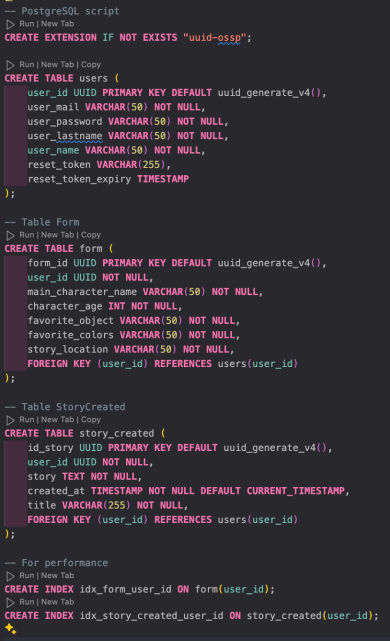 -- PostgreSQL script
Run | New Tab
CREATE EXTENSION IF NOT EXISTS "uuid-ossp";
Run | New Tab | Copy
CREATE TABLE users (
user_id UUID PRIMARY KEY DEFAULT uuid_generate_v4(),
user_mail VARCHAR(50) NOT NULL,
user_password VARCHAR(50) NOT NULL,
user_lastname VARCHAR(50) NOT NULL,
user_name VARCHAR(50) NOT NULL,
reset_token VARCHAR(255),
reset_token_expiry TIMESTAMP
);
-- Table Form
Run | New Tab | Copy
CREATE TABLE form (
form_id UUID PRIMARY KEY DEFAULT uuid_generate_v4(),
user_id UUID NOT NULL,
main_character_name VARCHAR(50) NOT NULL,
character_age INT NOT NULL,
favorite_object VARCHAR(50) NOT NULL,
favorite_colors VARCHAR(50) NOT NULL,
story_location VARCHAR(50) NOT NULL,
FOREIGN KEY (user_id) REFERENCES users(user_id)
);
-- Table StoryCreated
Run | New Tab | Copy
CREATE TABLE story_created (
id_story UUID PRIMARY KEY DEFAULT uuid_generate_v4(),
user_id UUID NOT NULL,
story TEXT NOT NULL,
created_at TIMESTAMP NOT NULL DEFAULT CURRENT_TIMESTAMP,
title VARCHAR(255) NOT NULL,
FOREIGN KEY (user_id) REFERENCES users(user_id)
);
-- For performance
Run | New Tab
CREATE INDEX idx_form_user_id ON form(user_id);
Run | New Tab
CREATE INDEX idx_story_created_user_id ON story_created(user_id);